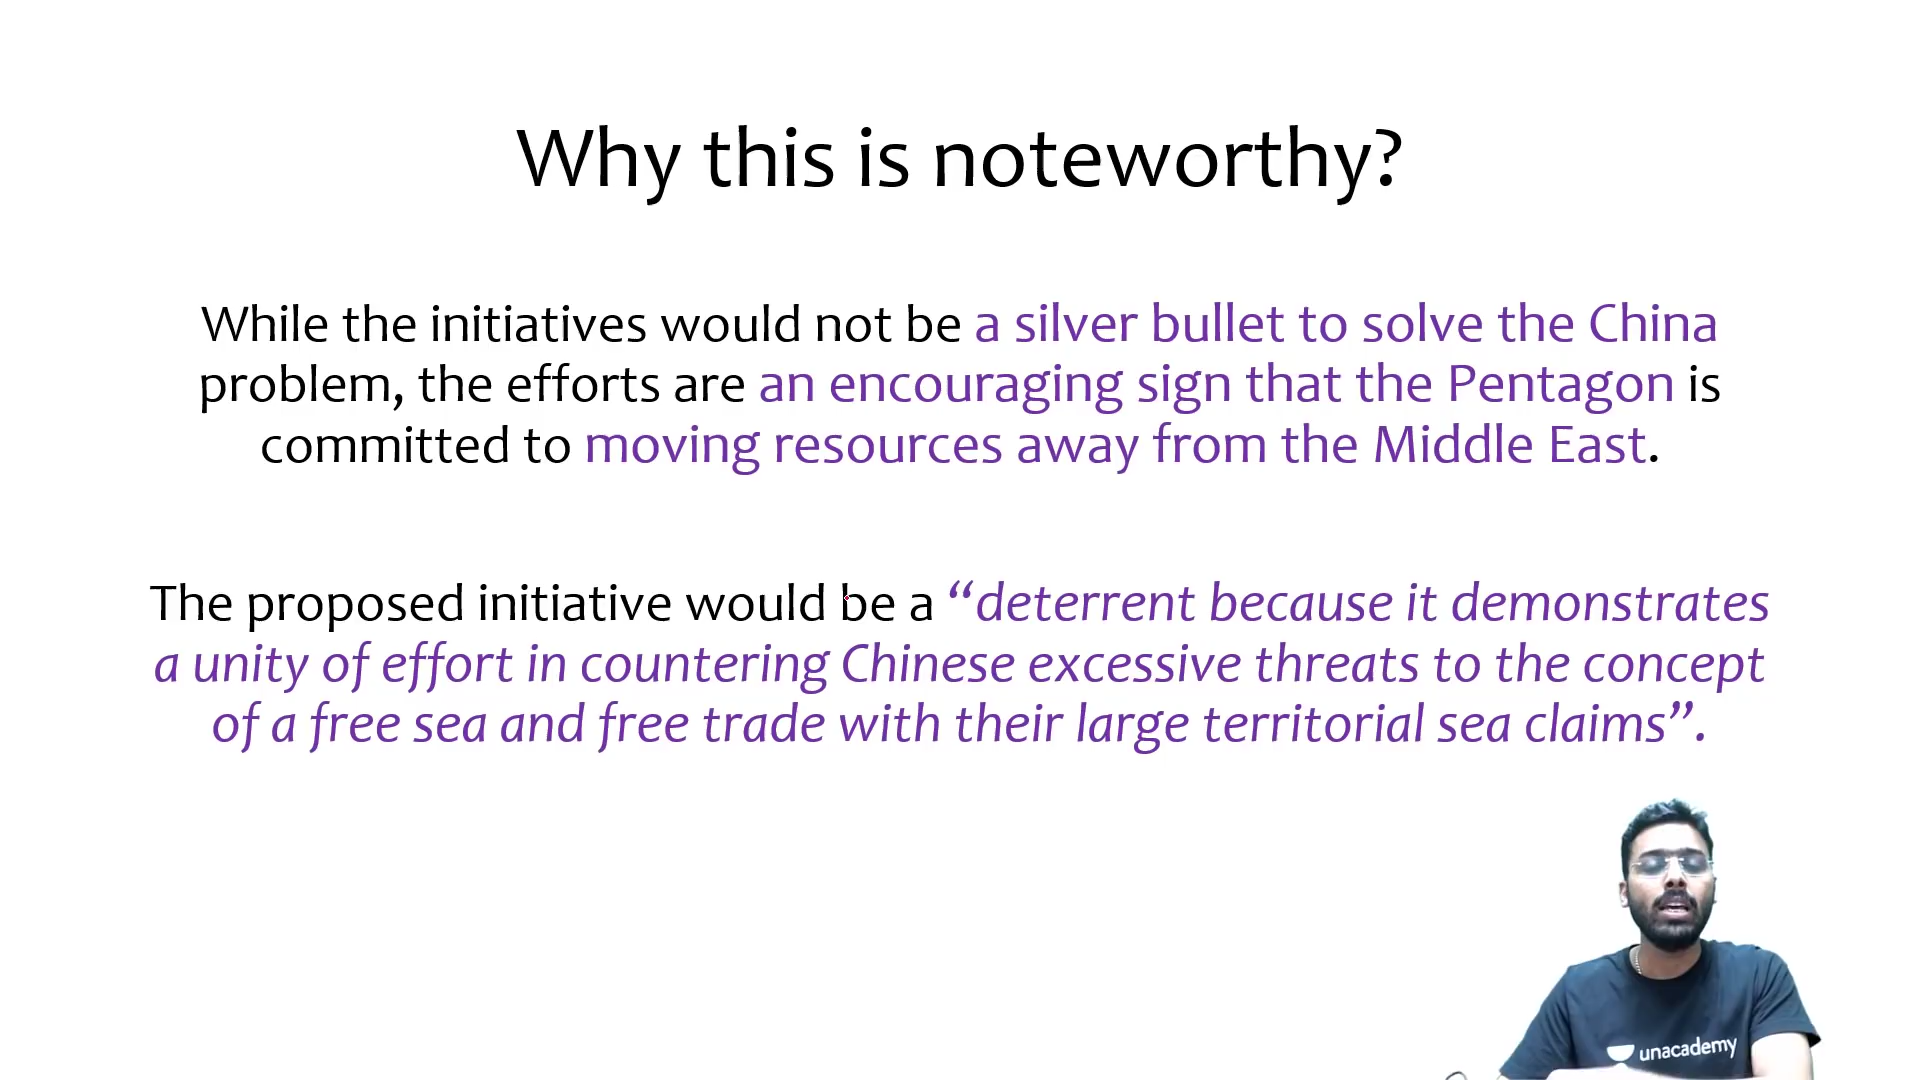 Why this is noteworthy?
While the initiatives would not be a silver bullet to solve the China
problem, the efforts are an encouraging sign that the Pentagon is
committed to moving resources away from the Middle East.
The proposed initiative would be a “deterrent because it demonstrates
a unity of effort in countering Chinese excessive threats to the concept
of a free sea and free trade with their large territorial sea claims”.
unacademy